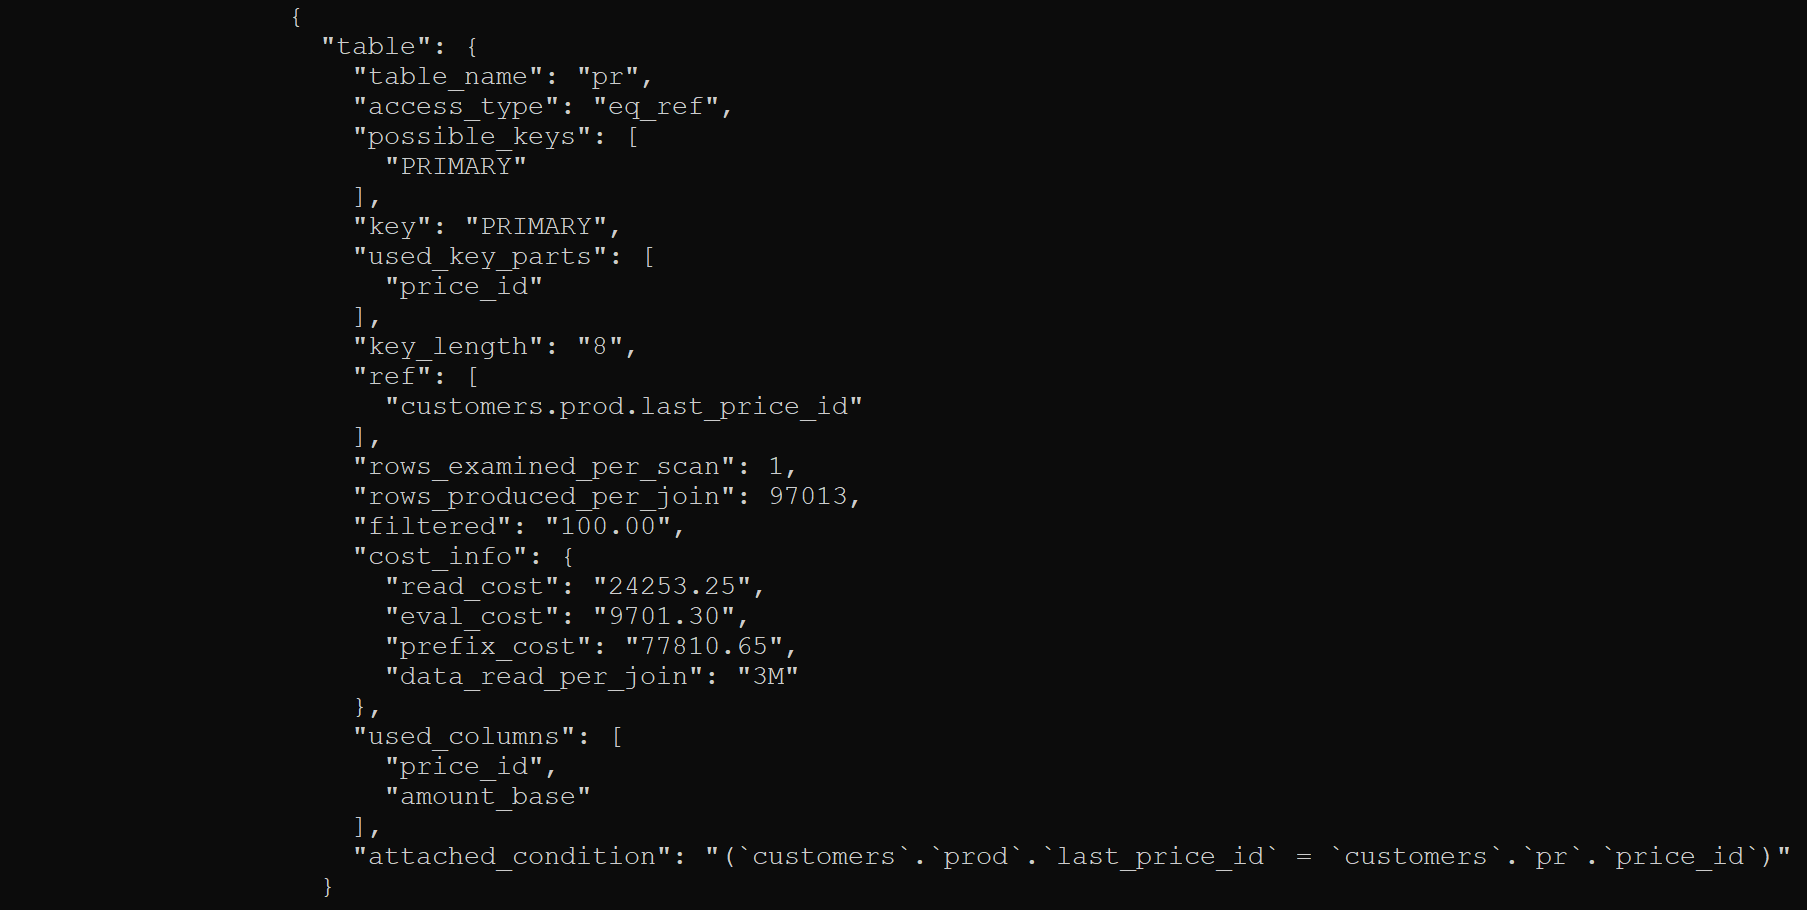 {
"table": {
"table_name": "pr",
"access_type": "eq_ref",
"possible_keys": [
"PRIMARY"
],
"key": "PRIMARY",
"used_key_parts": [
"price_id"
],
"key_length": "8",
"ref": [
"customers.prod.last_price_id"
],
"rows_examined_per_scan": 1,
"rows_produced_per_join": 97013,
"filtered": "100.00",
"cost_info": {
"read_cost": "24253.25",
"eval_cost": "9701.30",
"prefix_cost": "77810.65",
"data_read_per_join": "3M"
},
"used_columns": [
"price_id",
"amount_base"
],
"attached_condition": "(`customers`.`prod`.`last_price_id` = `customers`.`pr`.`price_id`)"
}